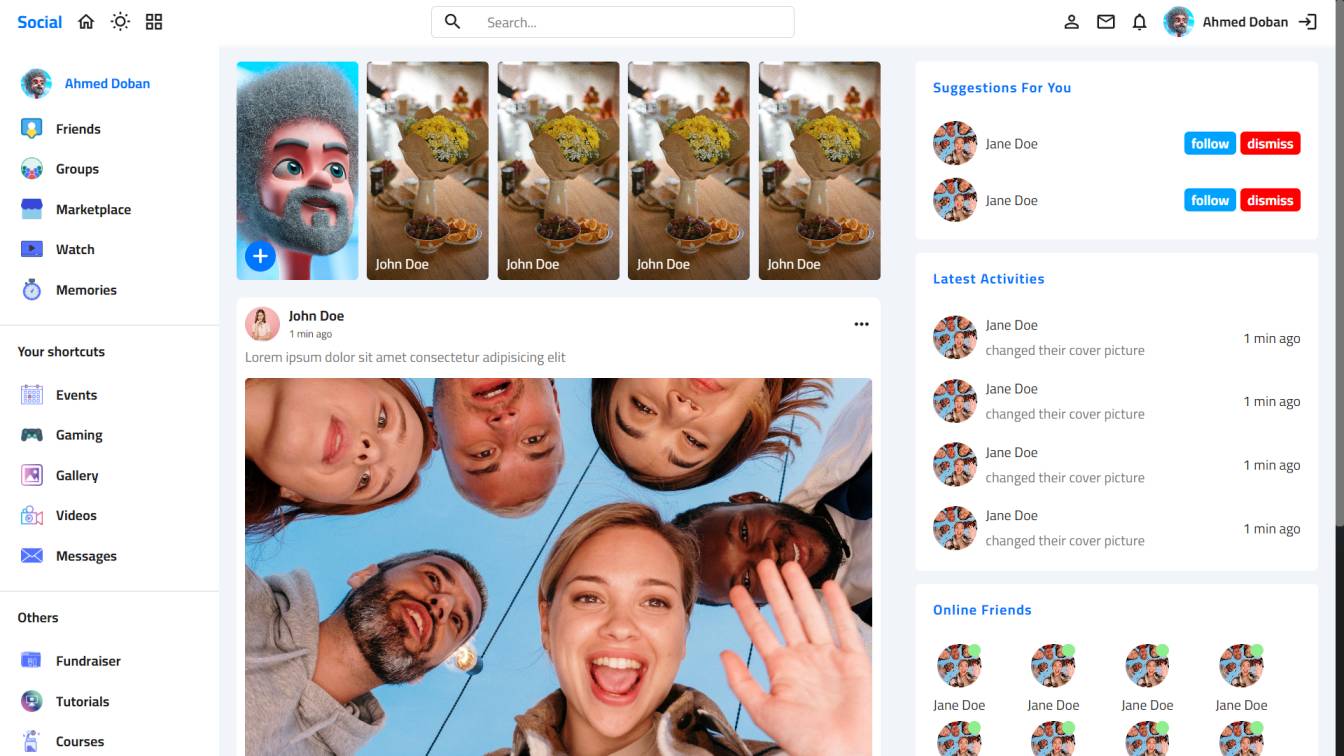 Social
Search...
Ahmed Doban
Ahmed Doban
Friends
Groups
Marketplace
Watch
Memories
Your shortcuts
Events
Gaming
Gallery
Videos
Messages
Others
Fundraiser
Tutorials
Courses
John Doe
John Doe
John Doe
John Doe
John Doe
1 min ago
Lorem ipsum dolor sit amet consectetur adipisicing elit
Suggestions For You
Jane Doe follow dismiss
Jane Doe follow dismiss
Latest Activities
Jane Doe
changed their cover picture
1 min ago
Jane Doe
changed their cover picture
1 min ago
Jane Doe
changed their cover picture
1 min ago
Jane Doe
changed their cover picture
1 min ago
Online Friends
Jane Doe Jane Doe Jane Doe Jane Doe